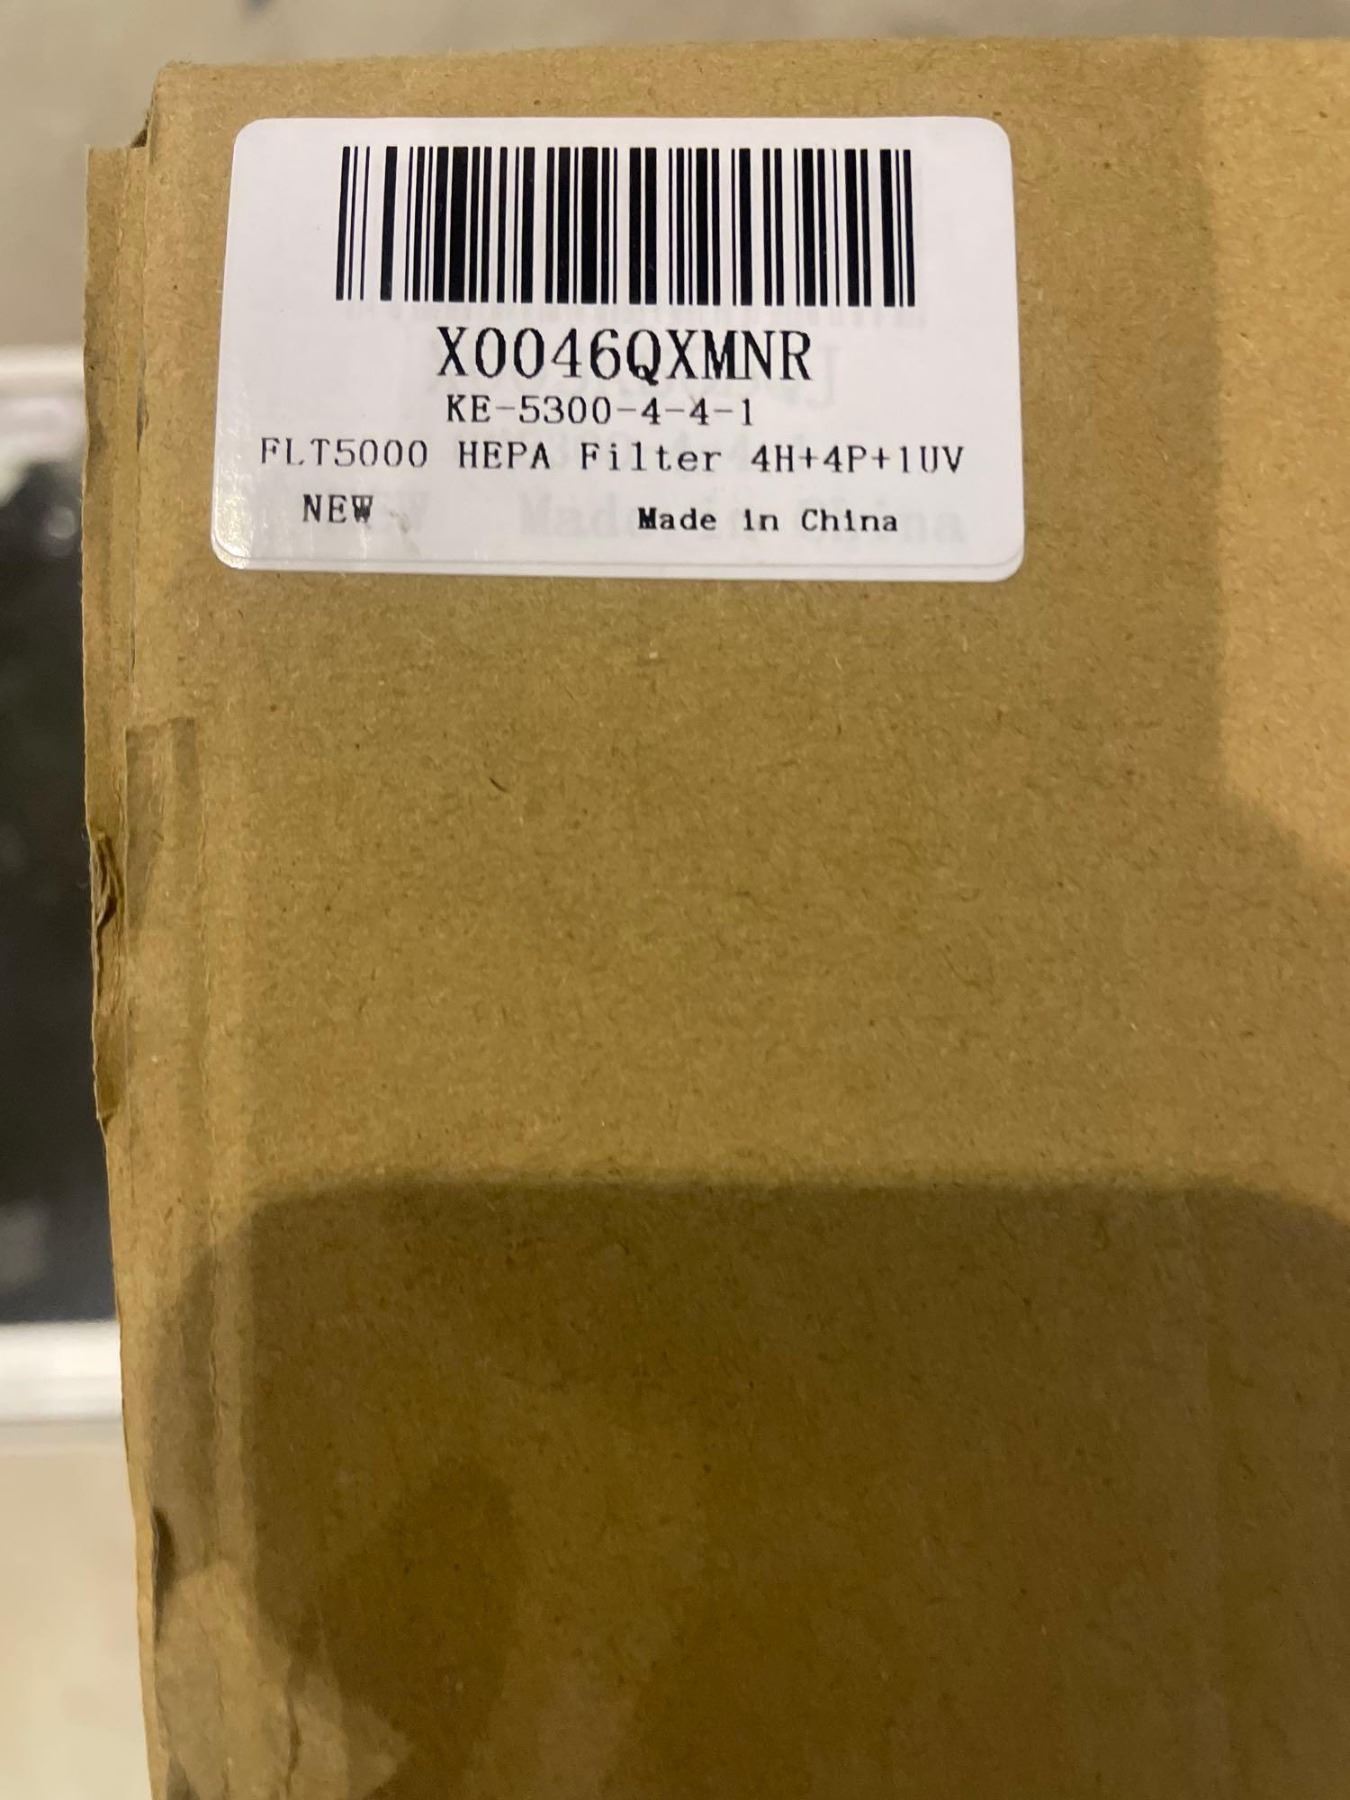 X0046QXMNR
KE-5300-4-4-1
FLT5000 HEPA Filter 4H+4P+1UV
NEW Made in China